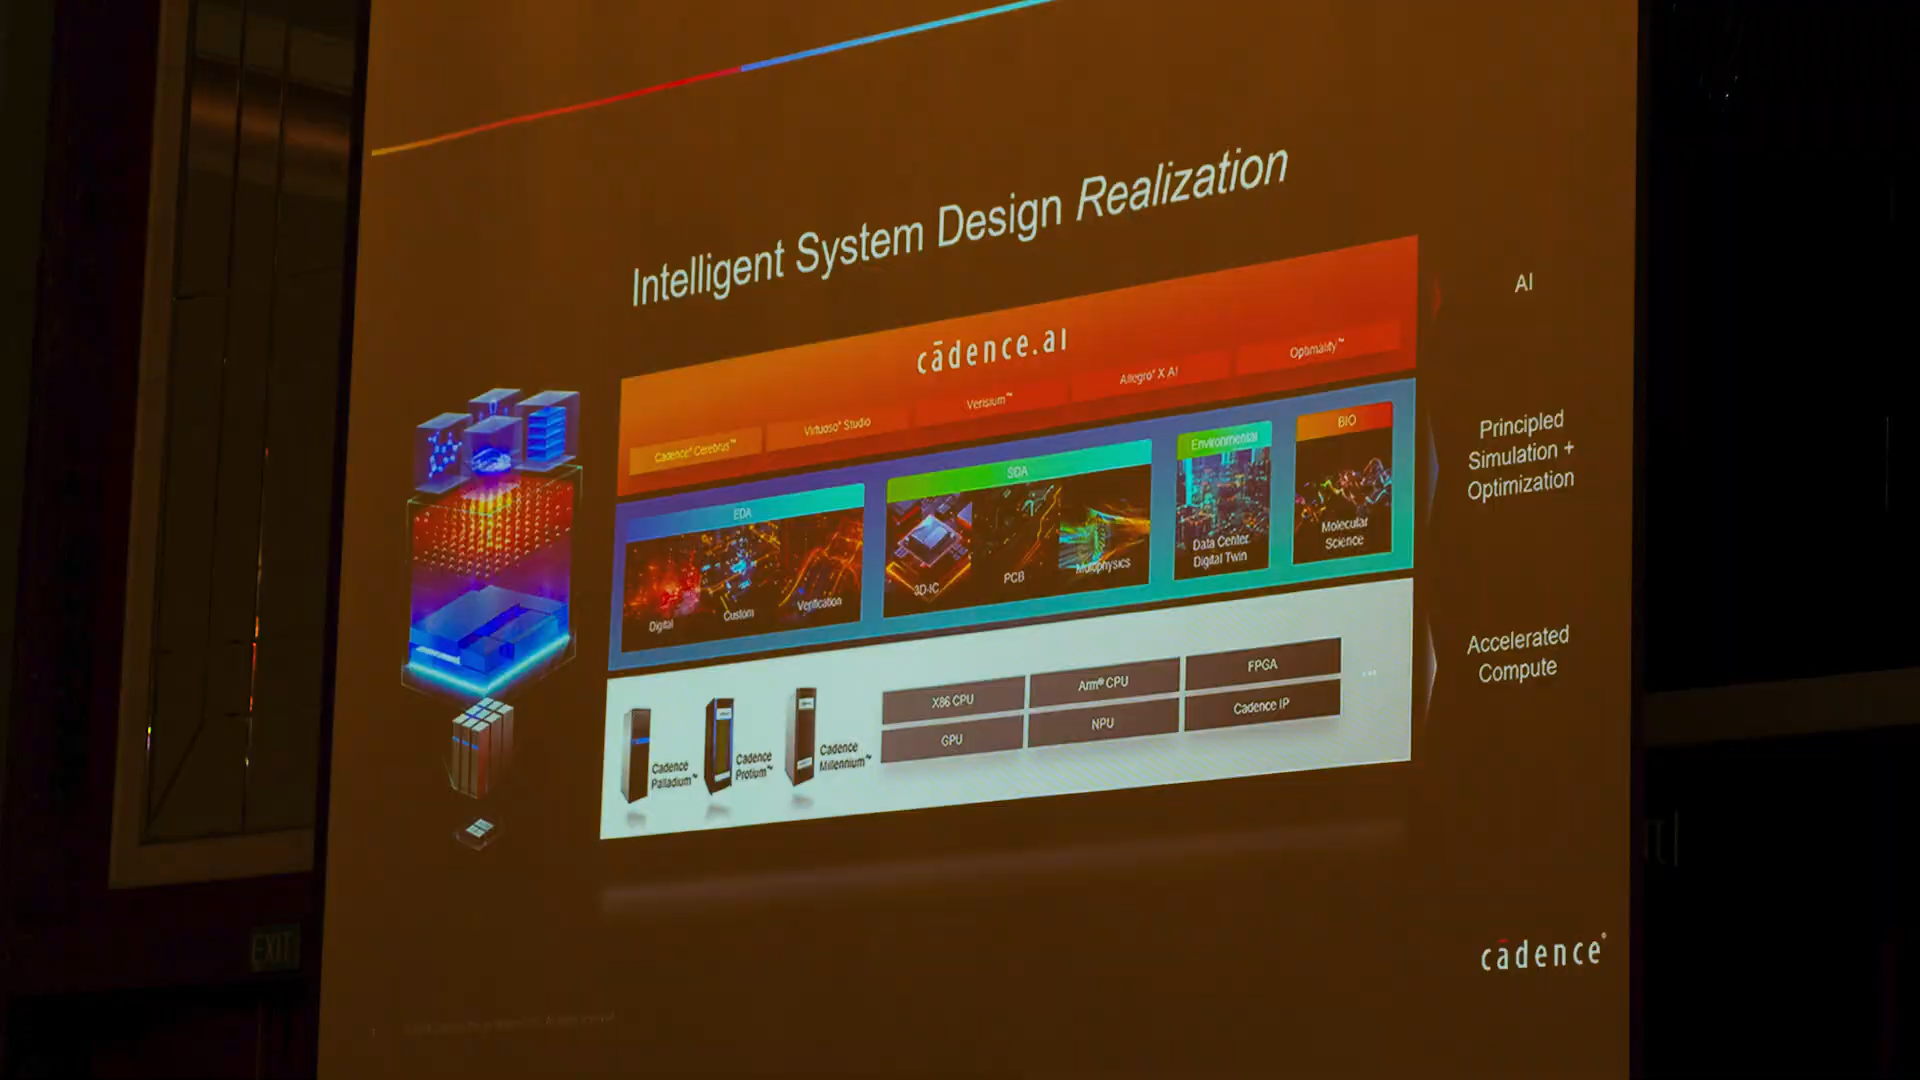 Intelligent System Design Realization
cādence.ai
Cadence® Cerebrus™
Virtuoso® Studio
Verisium™
Allegro® X AI
Optimality™
AI
EDA
Digital
Custom
Verification
SDA
3D-IC
PCB
Multiphysics
Environmental
Data Center
Digital Twin
BIO
Molecular
Science
Principled
Simulation +
Optimization
Cadence
Palladium™
Cadence
Protium™
Cadence
Millennium™
X86 CPU
Arm® CPU
FPGA
GPU
NPU
Cadence IP
...
Accelerated
Compute
cādence®
EXIT